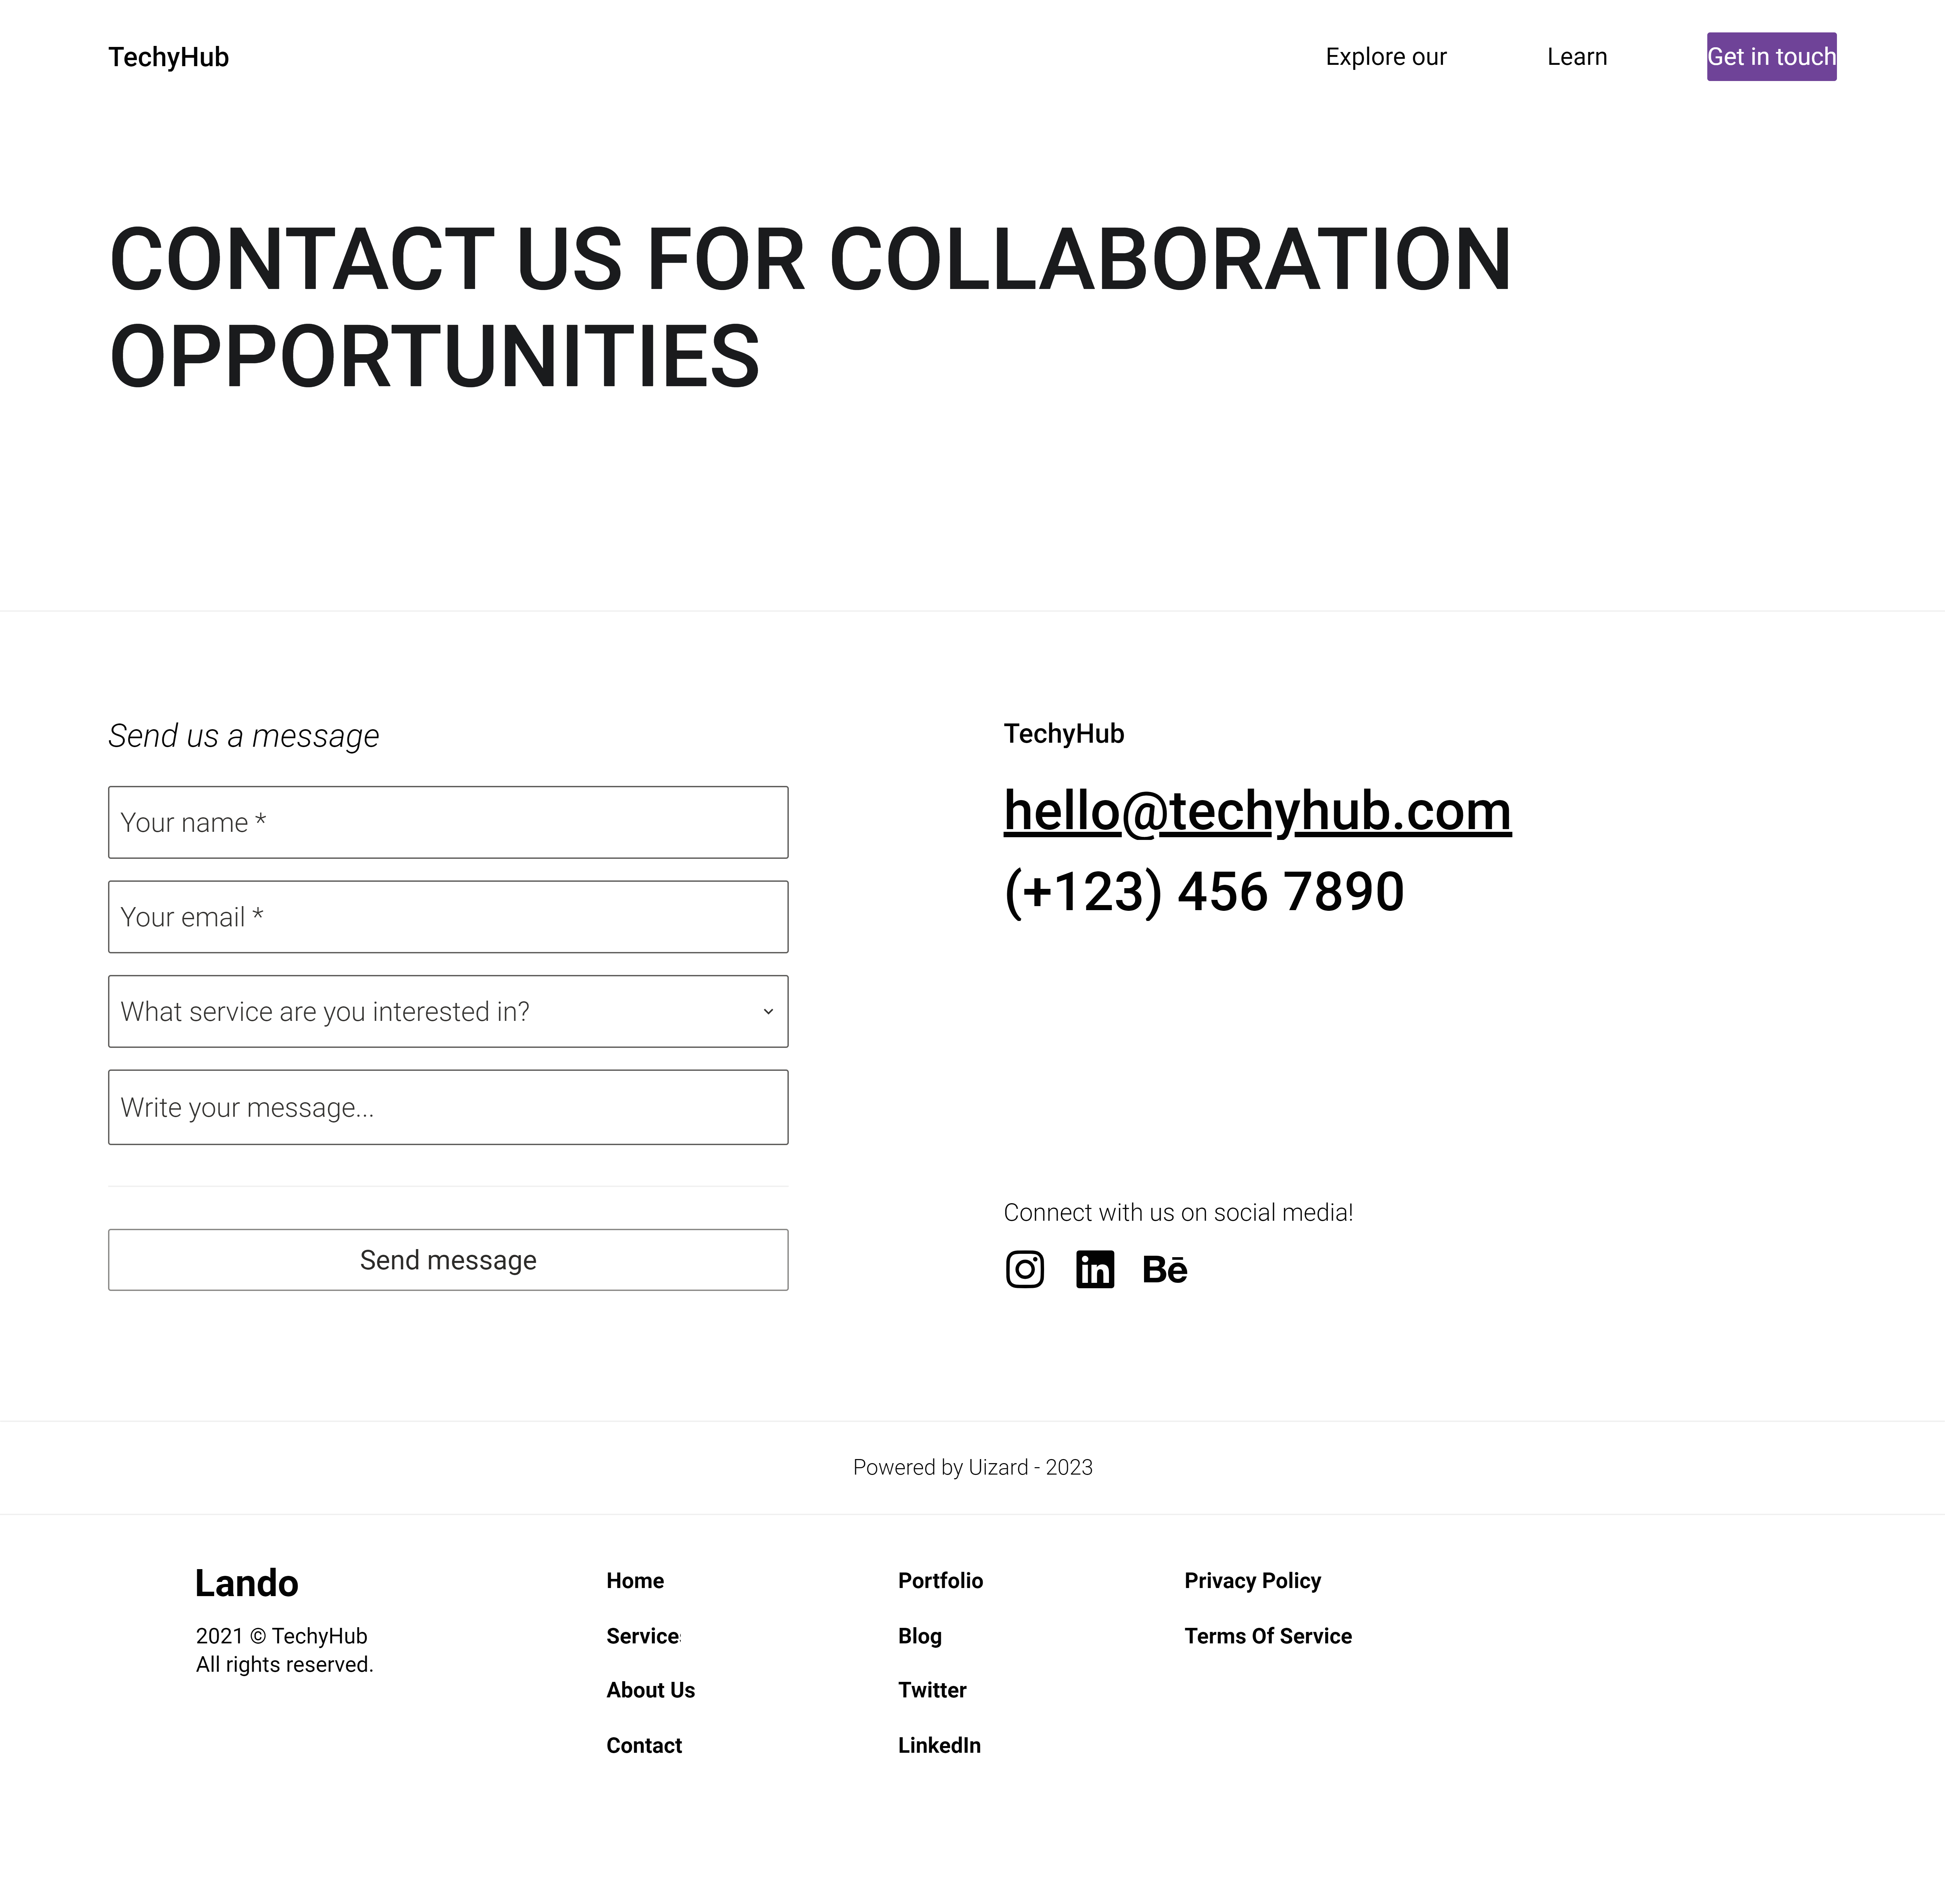 TechyHub
Explore our
Learn
Get in touch
CONTACT US FOR COLLABORATION
OPPORTUNITIES
Send us a message
Your name *
Your email *
What service are you interested in?
Write your message...
Send message
TechyHub
hello@techyhub.com
(+123) 456 7890
Connect with us on social media!
Bē
Powered by Uizard - 2023
Lando
2021 © TechyHub
All rights reserved.
Home
Services
About Us
Contact
Portfolio
Blog
Twitter
LinkedIn
Privacy Policy
Terms Of Service